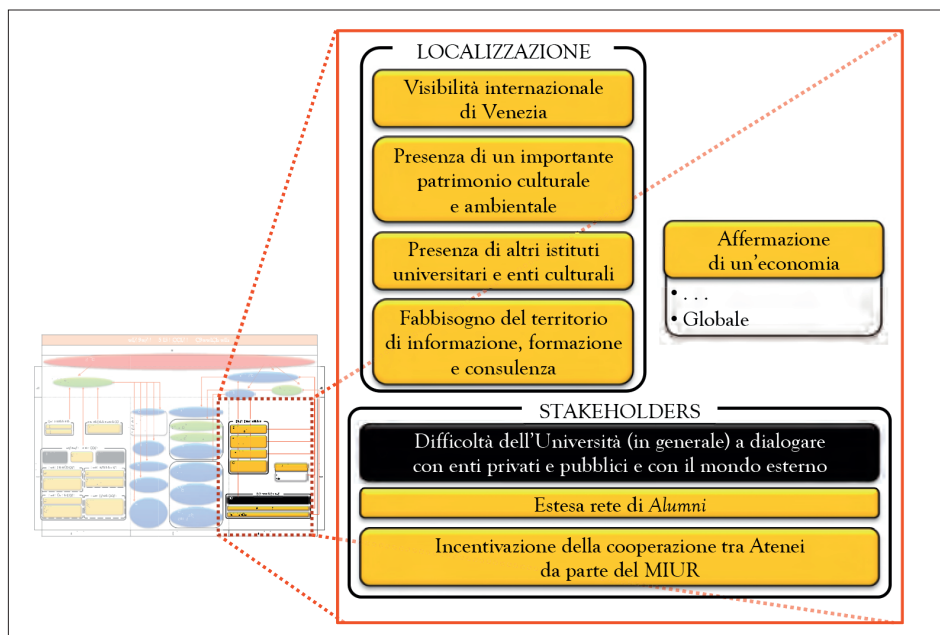 LOCALIZZAZIONE
Visibilità internazionale
di Venezia
Presenza di un importante
patrimonio culturale
e ambientale
Presenza di altri istituti
universitari e enti culturali
Fabbisogno del territorio
di informazione, formazione
e consulenza
Affermazione
di un'economia
• . . .
• Globale
STAKEHOLDERS
Difficoltà dell'Università (in generale) a dialogare
con enti privati e pubblici e con il mondo esterno
Estesa rete di Alumni
Incentivazione della cooperazione tra Atenei
da parte del MIUR